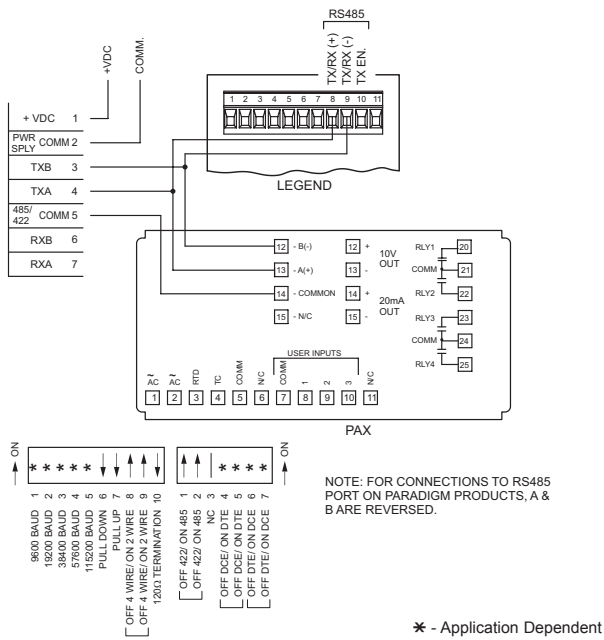 RS485
TX/RX (+)
TX/RX (-)
TX EN.
+VDC
COMM.
1 2 3 4 5 6 7 8 9 10 11
LEGEND
+ VDC 1
PWR SPLY COMM 2
TXB 3
TXA 4
485/ 422 COMM 5
RXB 6
RXA 7
12 - B(-)
13 - A(+)
14 - COMMON
15 - N/C
12 +
13 -
10V OUT
14 +
15 -
20mA OUT
RLY1 20
COMM 21
RLY2 22
RLY3 23
COMM 24
RLY4 25
USER INPUTS
~ AC
~ AC
RTD
TC
COMM
N/C
COMM
1
2
3
N/C
1 2 3 4 5 6 7 8 9 10 11
PAX
ON
* * * * *
9600 BAUD 1
19200 BAUD 2
38400 BAUD 3
57600 BAUD 4
115200 BAUD 5
PULL DOWN 6
PULL UP 7
OFF 4 WIRE/ ON 2 WIRE 8
OFF 4 WIRE/ ON 2 WIRE 9
120Ω TERMINATION 10
* * * *
ON
OFF 422/ ON 485 1
OFF 422/ ON 485 2
NC 3
OFF DCE/ ON DTE 4
OFF DCE/ ON DTE 5
OFF DTE/ ON DCE 6
OFF DTE/ ON DCE 7
NOTE: FOR CONNECTIONS TO RS485
PORT ON PARADIGM PRODUCTS, A &
B ARE REVERSED.
* - Application Dependent